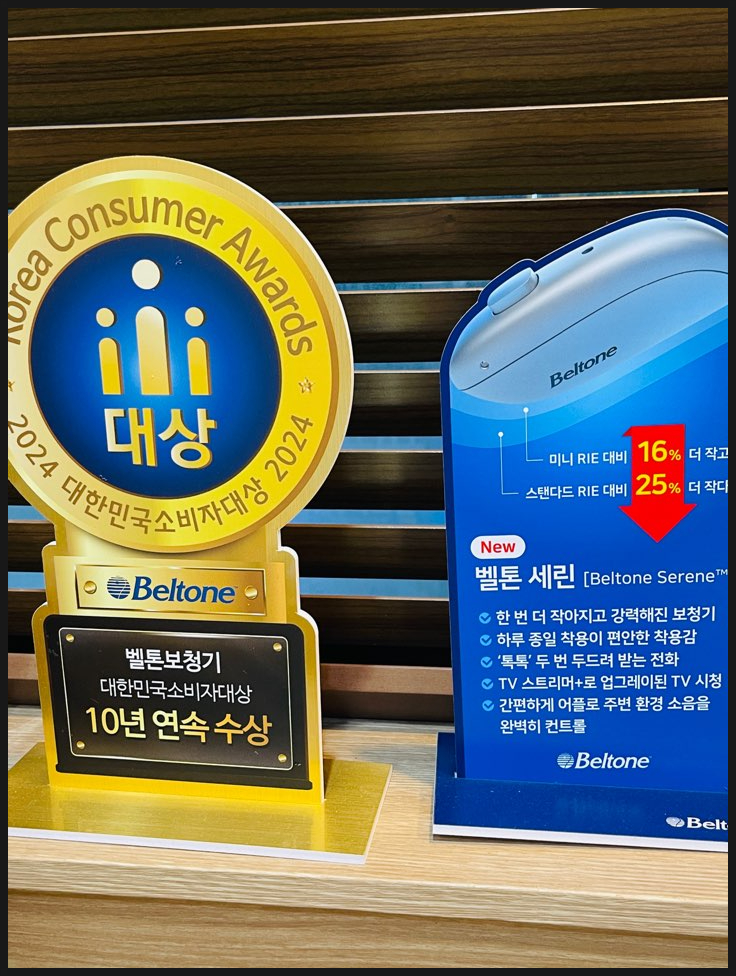 Korea Consumer Awards
대상
2024 대한민국소비자대상 2024
Beltone
벨톤보청기
대한민국소비자대상
10년 연속 수상
Beltone
미니 RIE 대비 16% 더 작고
스탠다드 RIE 대비 25% 더 작다
New
벨톤 세린 [Beltone Serene™
한 번 더 작아지고 강력해진 보청기
하루 종일 착용이 편안한 착용감
'톡톡' 두 번 두드려 받는 전화
TV 스트리머+로 업그레이된 TV 시청
간편하게 어플로 주변 환경 소음을
완벽히 컨트롤
Beltone
Belt